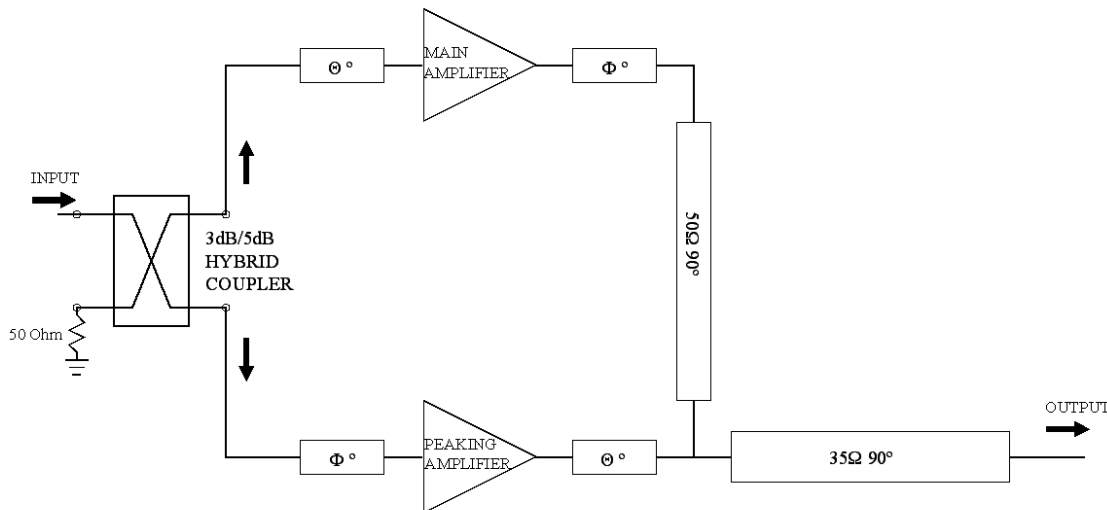 Θ °
MAIN
AMPLIFIER
Φ °
INPUT
3dB/5dB
HYBRID
COUPLER
50Ω 90°
50 Ohm
Φ °
PEAKING
AMPLIFIER
Θ °
35Ω 90°
OUTPUT